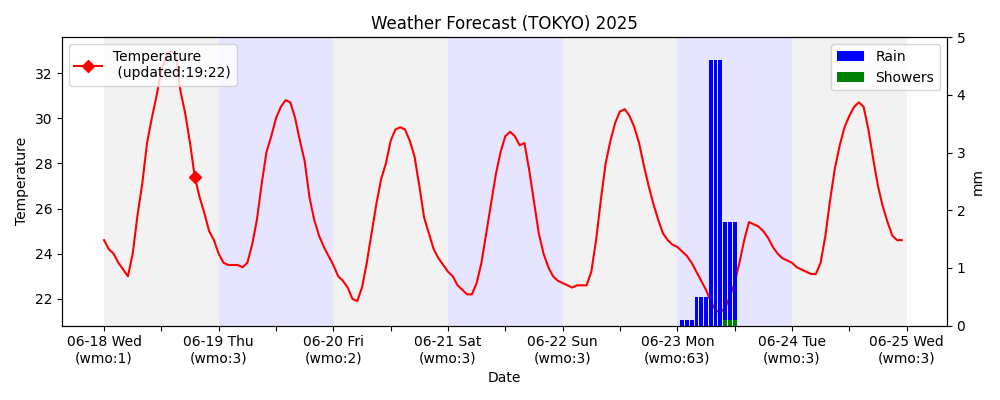 Weather Forecast (TOKYO) 2025
Temperature
(updated:19:22)
Rain
Showers
Temperature
32
30
28
26
24
22
5
4
3
2
1
0
mm
06-18 Wed
(wmo:1)
06-19 Thu
(wmo:3)
06-20 Fri
(wmo:2)
06-21 Sat
(wmo:3)
06-22 Sun
(wmo:3)
06-23 Mon
(wmo:63)
06-24 Tue
(wmo:3)
06-25 Wed
(wmo:3)
Date